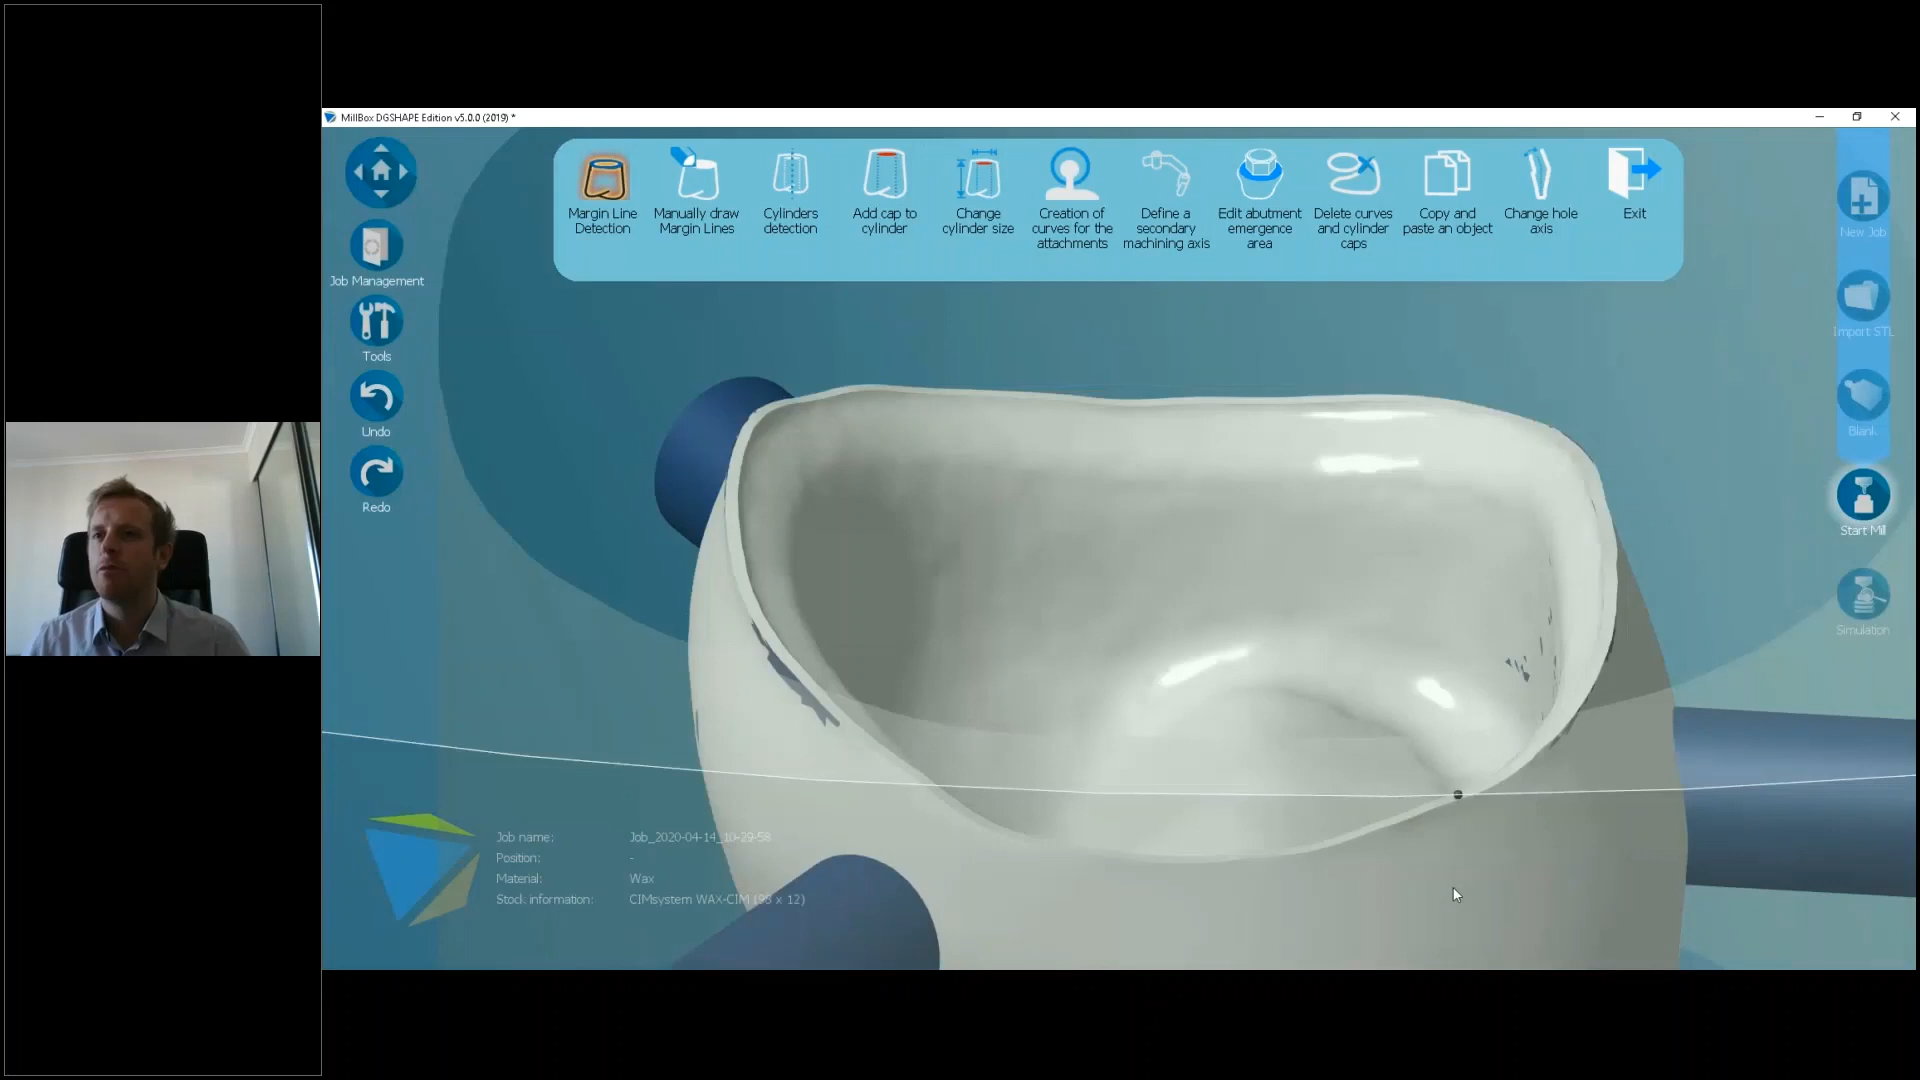 MillBox DGSHAPE Edition v5.0.0 (2019) *
Margin Line
Detection
Manually draw
Margin Lines
Cylinders
detection
Add cap to
cylinder
Change
cylinder size
Creation of
curves for the
attachments
Define a
secondary
machining axis
Edit abutment
emergence
area
Delete curves
and cylinder
caps
Copy and
paste an object
Change hole
axis
Exit
Job Management
Tools
Undo
Redo
New Job
Import STL
Blank
Start Mill
Simulation
Job name: Job_2020-04-14_10-29-58
Position: -
Material: Wax
Stock information: CIMsystem WAX-CIM (98 x 12)